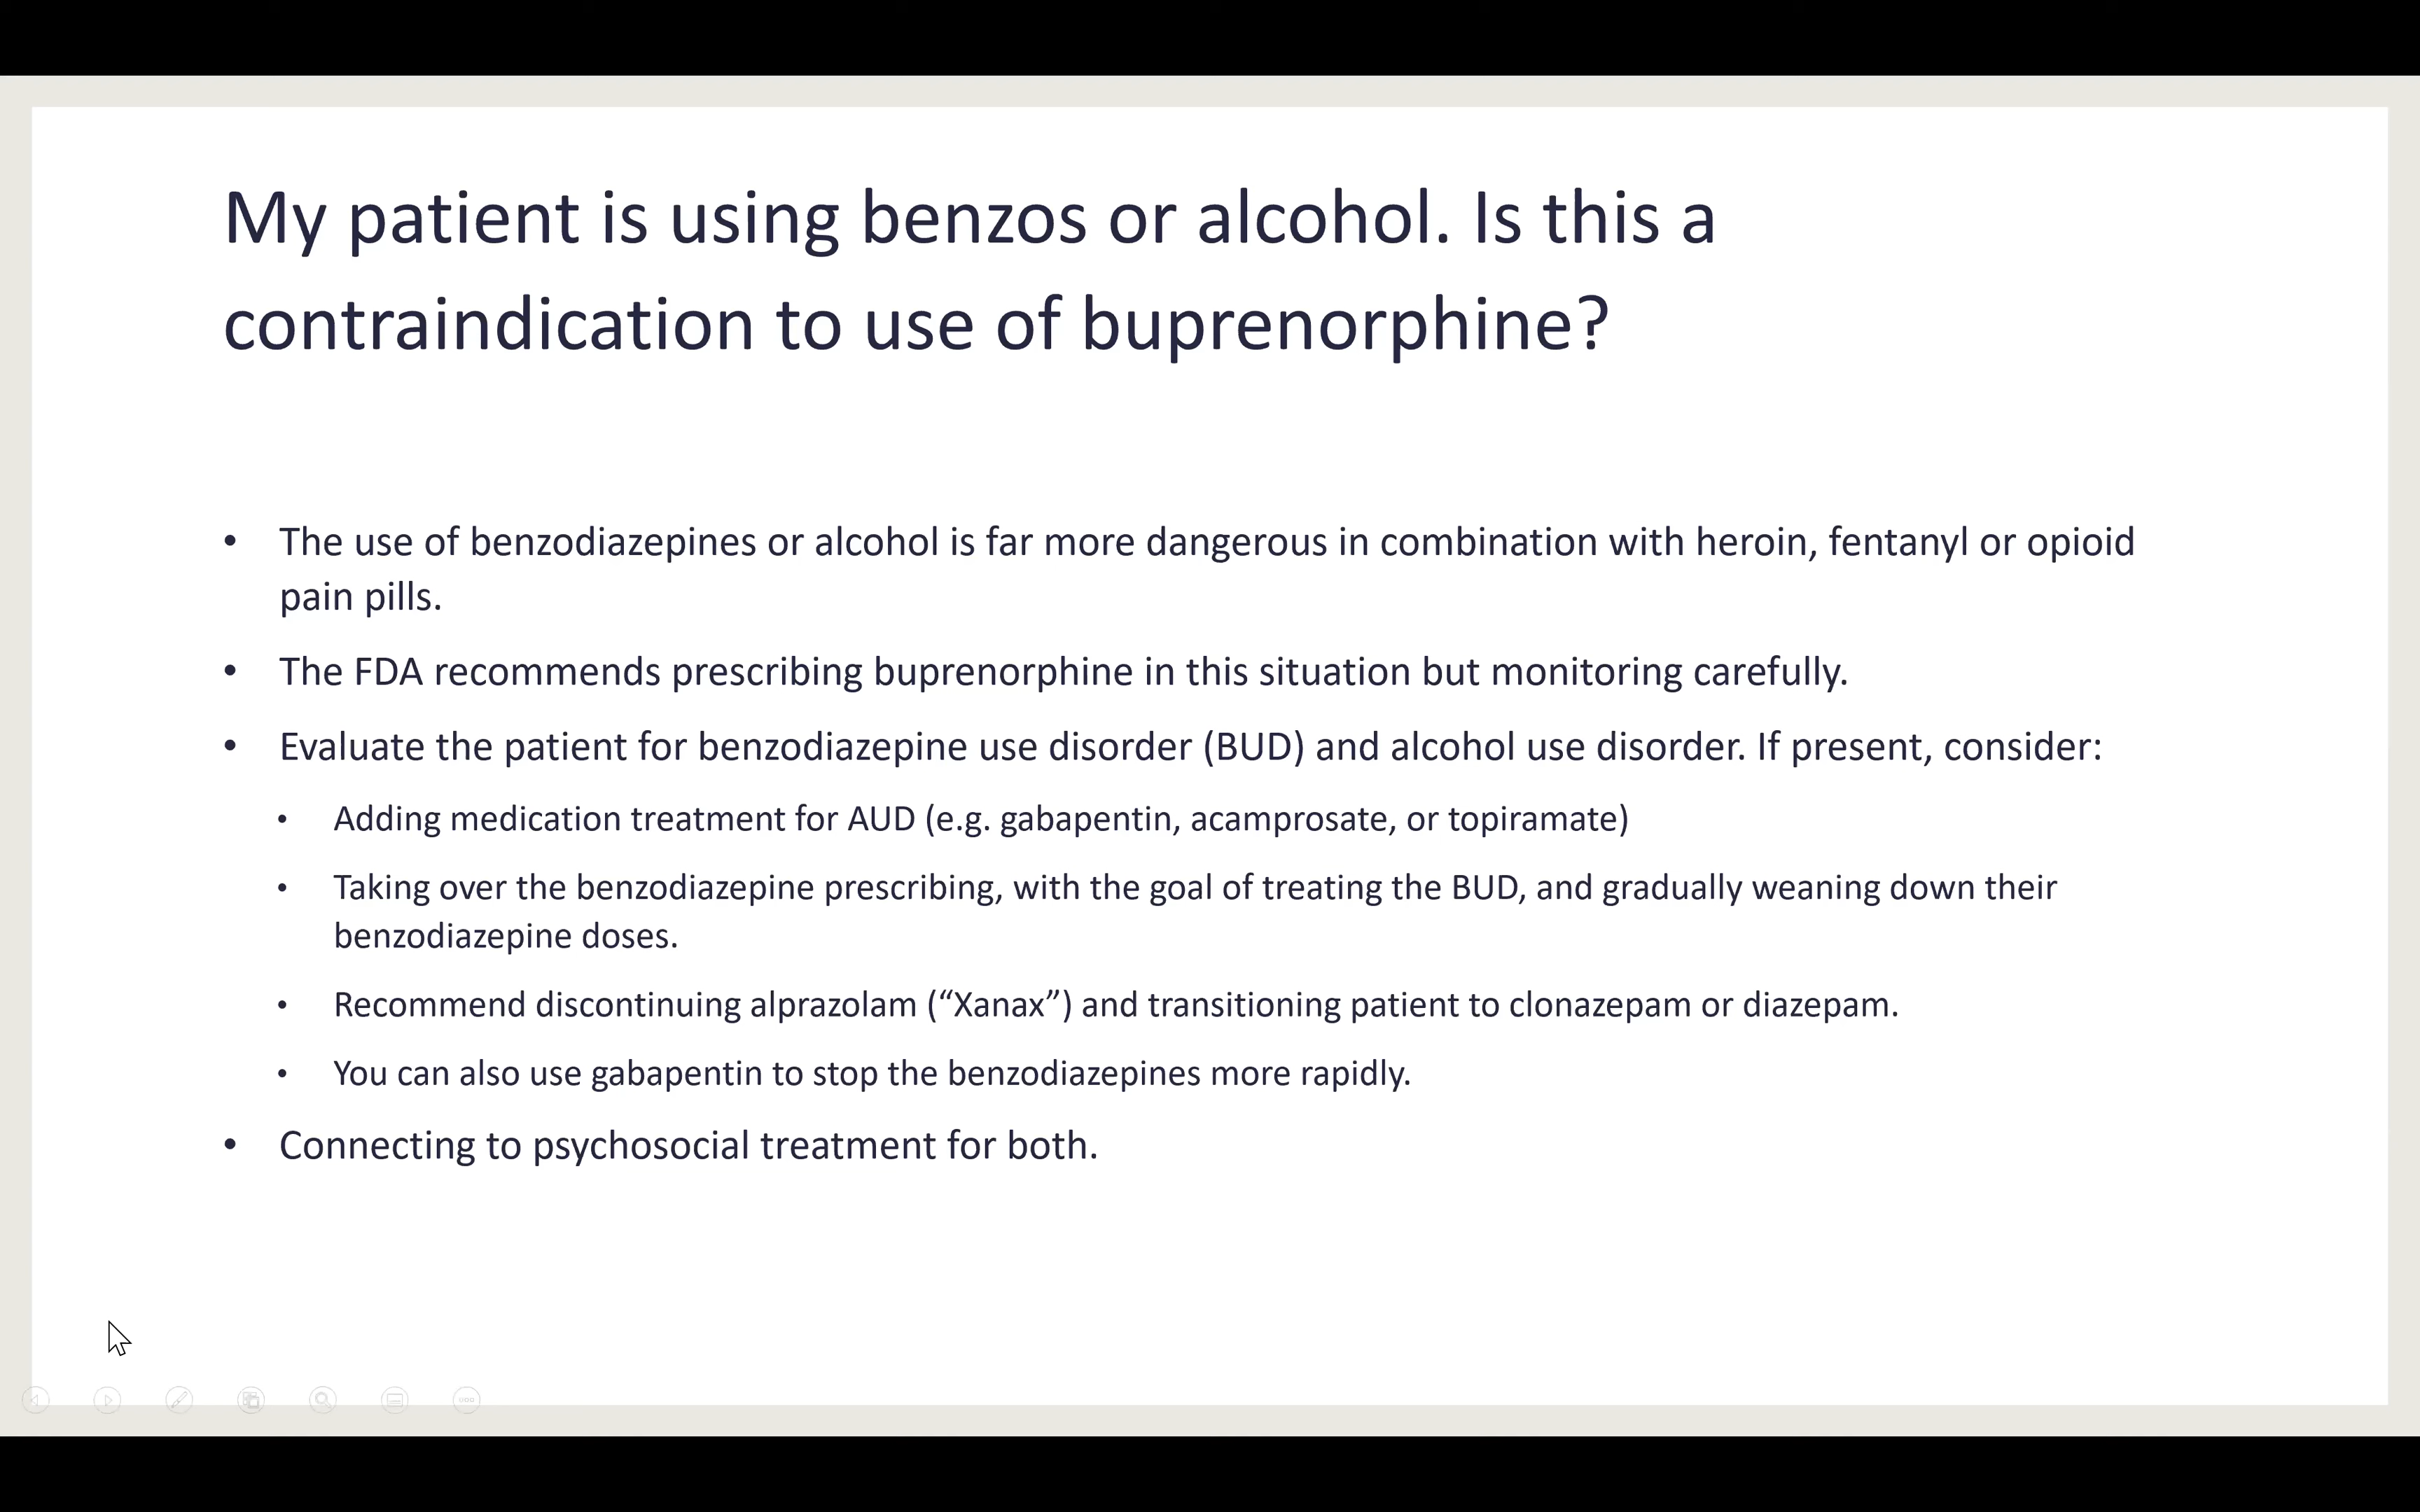 My patient is using benzos or alcohol. Is this a
contraindication to use of buprenorphine?
• The use of benzodiazepines or alcohol is far more dangerous in combination with heroin, fentanyl or opioid
pain pills.
• The FDA recommends prescribing buprenorphine in this situation but monitoring carefully.
• Evaluate the patient for benzodiazepine use disorder (BUD) and alcohol use disorder. If present, consider:
• Adding medication treatment for AUD (e.g. gabapentin, acamprosate, or topiramate)
• Taking over the benzodiazepine prescribing, with the goal of treating the BUD, and gradually weaning down their
benzodiazepine doses.
• Recommend discontinuing alprazolam (“Xanax”) and transitioning patient to clonazepam or diazepam.
• You can also use gabapentin to stop the benzodiazepines more rapidly.
• Connecting to psychosocial treatment for both.